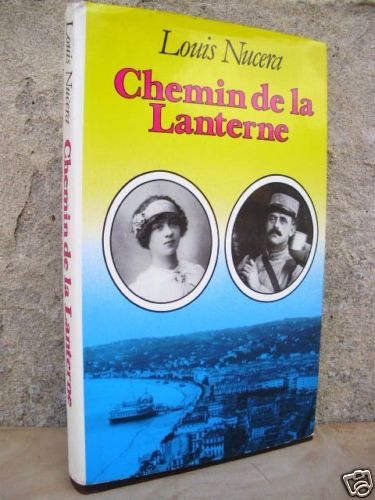 Louis Nucera
Chemin de la
Lanterne
Louis Nucera
Chemin de la Lanterne